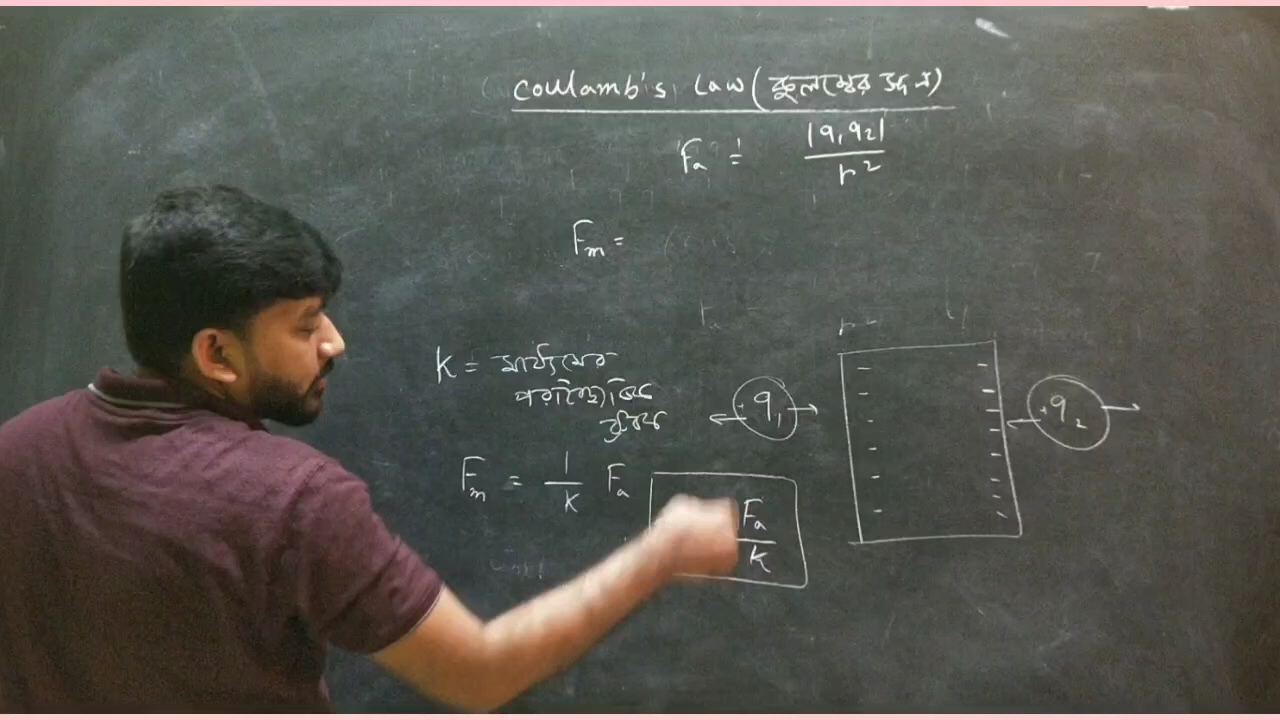 Coulamb's Law (কুলম্বের
Fₐ = |q₁q₂| / r²
Fₘ =
K = মাধ্যমের
পরাবৈদ্যুতিক
ধ্রুবক
Fₘ = 1/K Fₐ
Fₐ / K
q₁
q₂